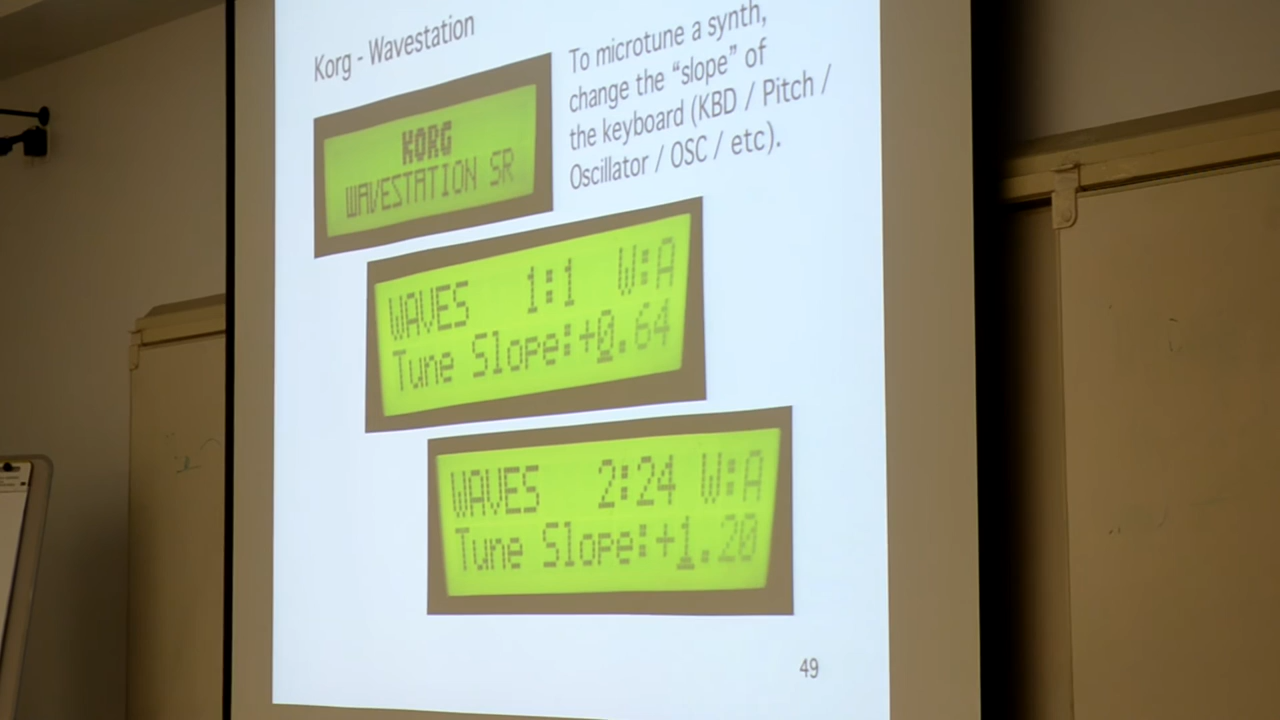 Korg - Wavestation
To microtune a synth,
change the “slope” of
the keyboard (KBD / Pitch /
Oscillator / OSC / etc).
KORG
WAVESTATION SR
WAVES 1:1 W:A
Tune Slope:+0.64
WAVES 2:24 W:A
Tune Slope:+1.20
49